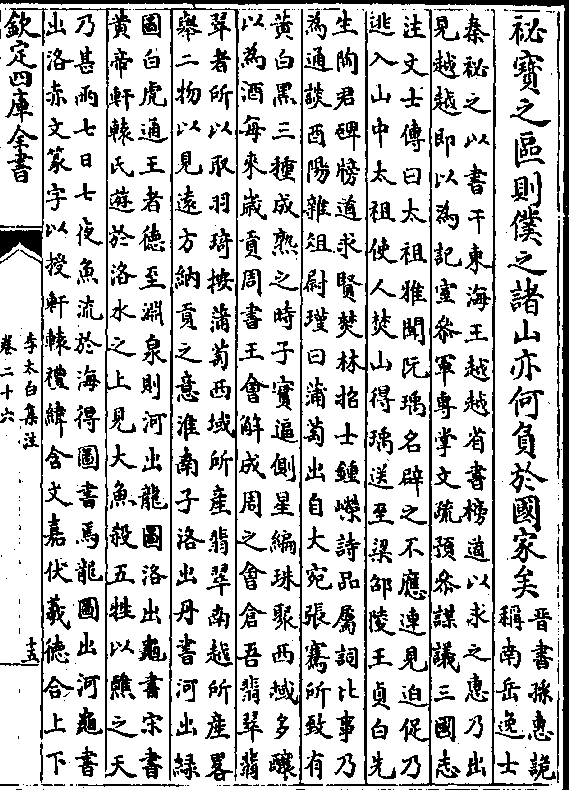 祕寶之區則僕之諸山亦何負於國家矣
晉書孫惠詭
稱南岳逸士
秦祕之以書干東海王越越省書榜道以求之惠乃出
見越越即以為記室參軍專掌文疏預參謀議三國志
注文士傳曰太祖雅聞阮瑀名辟之不應連見迫促乃
逃入山中太祖使人焚山得瑀送至梁邵陵王貞白先
生陶君碑牓道求賢焚林招士鍾嶸詩品屬詞比事乃
為通談酉陽雜俎尉瑾曰蒲萄出自大宛張騫所致有
黄白黑三種成熟之時子實逼側星編珠聚西域多釀
以為酒每來歲貢周書王會解成周之會倉吾翡翠翡
翠者所以取羽琦按蒲萄西域所產翡翠南越所產畧
舉二物以見遠方納貢之意淮南子洛出丹書河出緑
圖白虎通王者德至淵泉則河出龍圖洛出龜書宋書
黄帝軒轅氏遊於洛水之上見大魚殺五牲以醮之天
乃甚雨七日七夜魚流於海得圖書焉龍圖出河龜書
出洛赤文篆字以授軒轅禮緯含文嘉伏羲德合上下
欽定四庫全書
李太白集注
卷二十六
十五